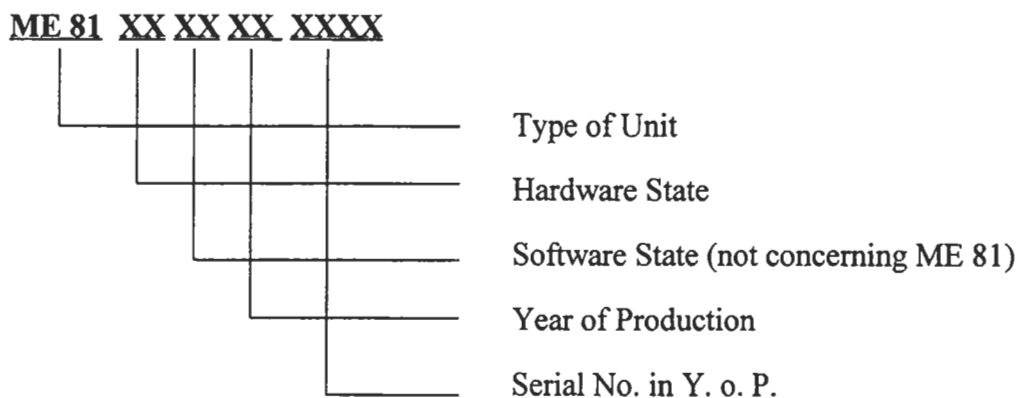 ME 81 XX XX XX XXXX
Type of Unit
Hardware State
Software State (not concerning ME 81)
Year of Production
Serial No. in Y. o. P.